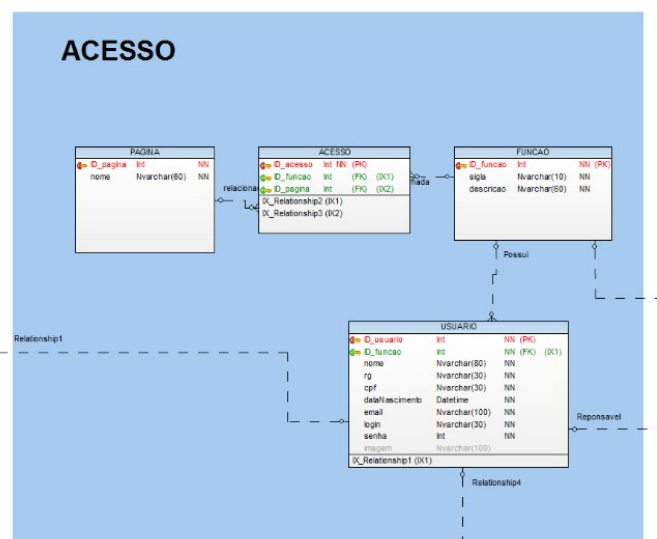 ACESSO
PAGINA
ID_pagina Int NN
nome Nvarchar(60) NN
ACESSO
ID_acesso Int NN (PK)
ID_funcao Int (FK) (IX1)
ID_pagina Int (FK) (IX2)
IX_Relationship2 (IX1)
IX_Relationship3 (IX2)
FUNCAO
ID_funcao Int NN (PK)
sigla Nvarchar(10) NN
descricao Nvarchar(60) NN
Possui
Relationship1
USUARIO
ID_usuario Int NN (PK)
ID_funcao Int NN (FK) (IX1)
nome Nvarchar(80) NN
rg Nvarchar(30) NN
cpf Nvarchar(30) NN
dataNascimento Datetime NN
email Nvarchar(100) NN
login Nvarchar(30) NN
senha Int NN
imagem Nvarchar(100)
IX_Relationship1 (IX1)
Reponsavel
Relationship4